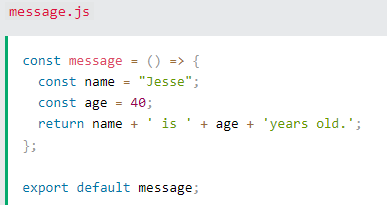 message.js
const message = () => {
  const name = "Jesse";
  const age = 40;
  return name + ' is ' + age + 'years old.';
};
export default message;